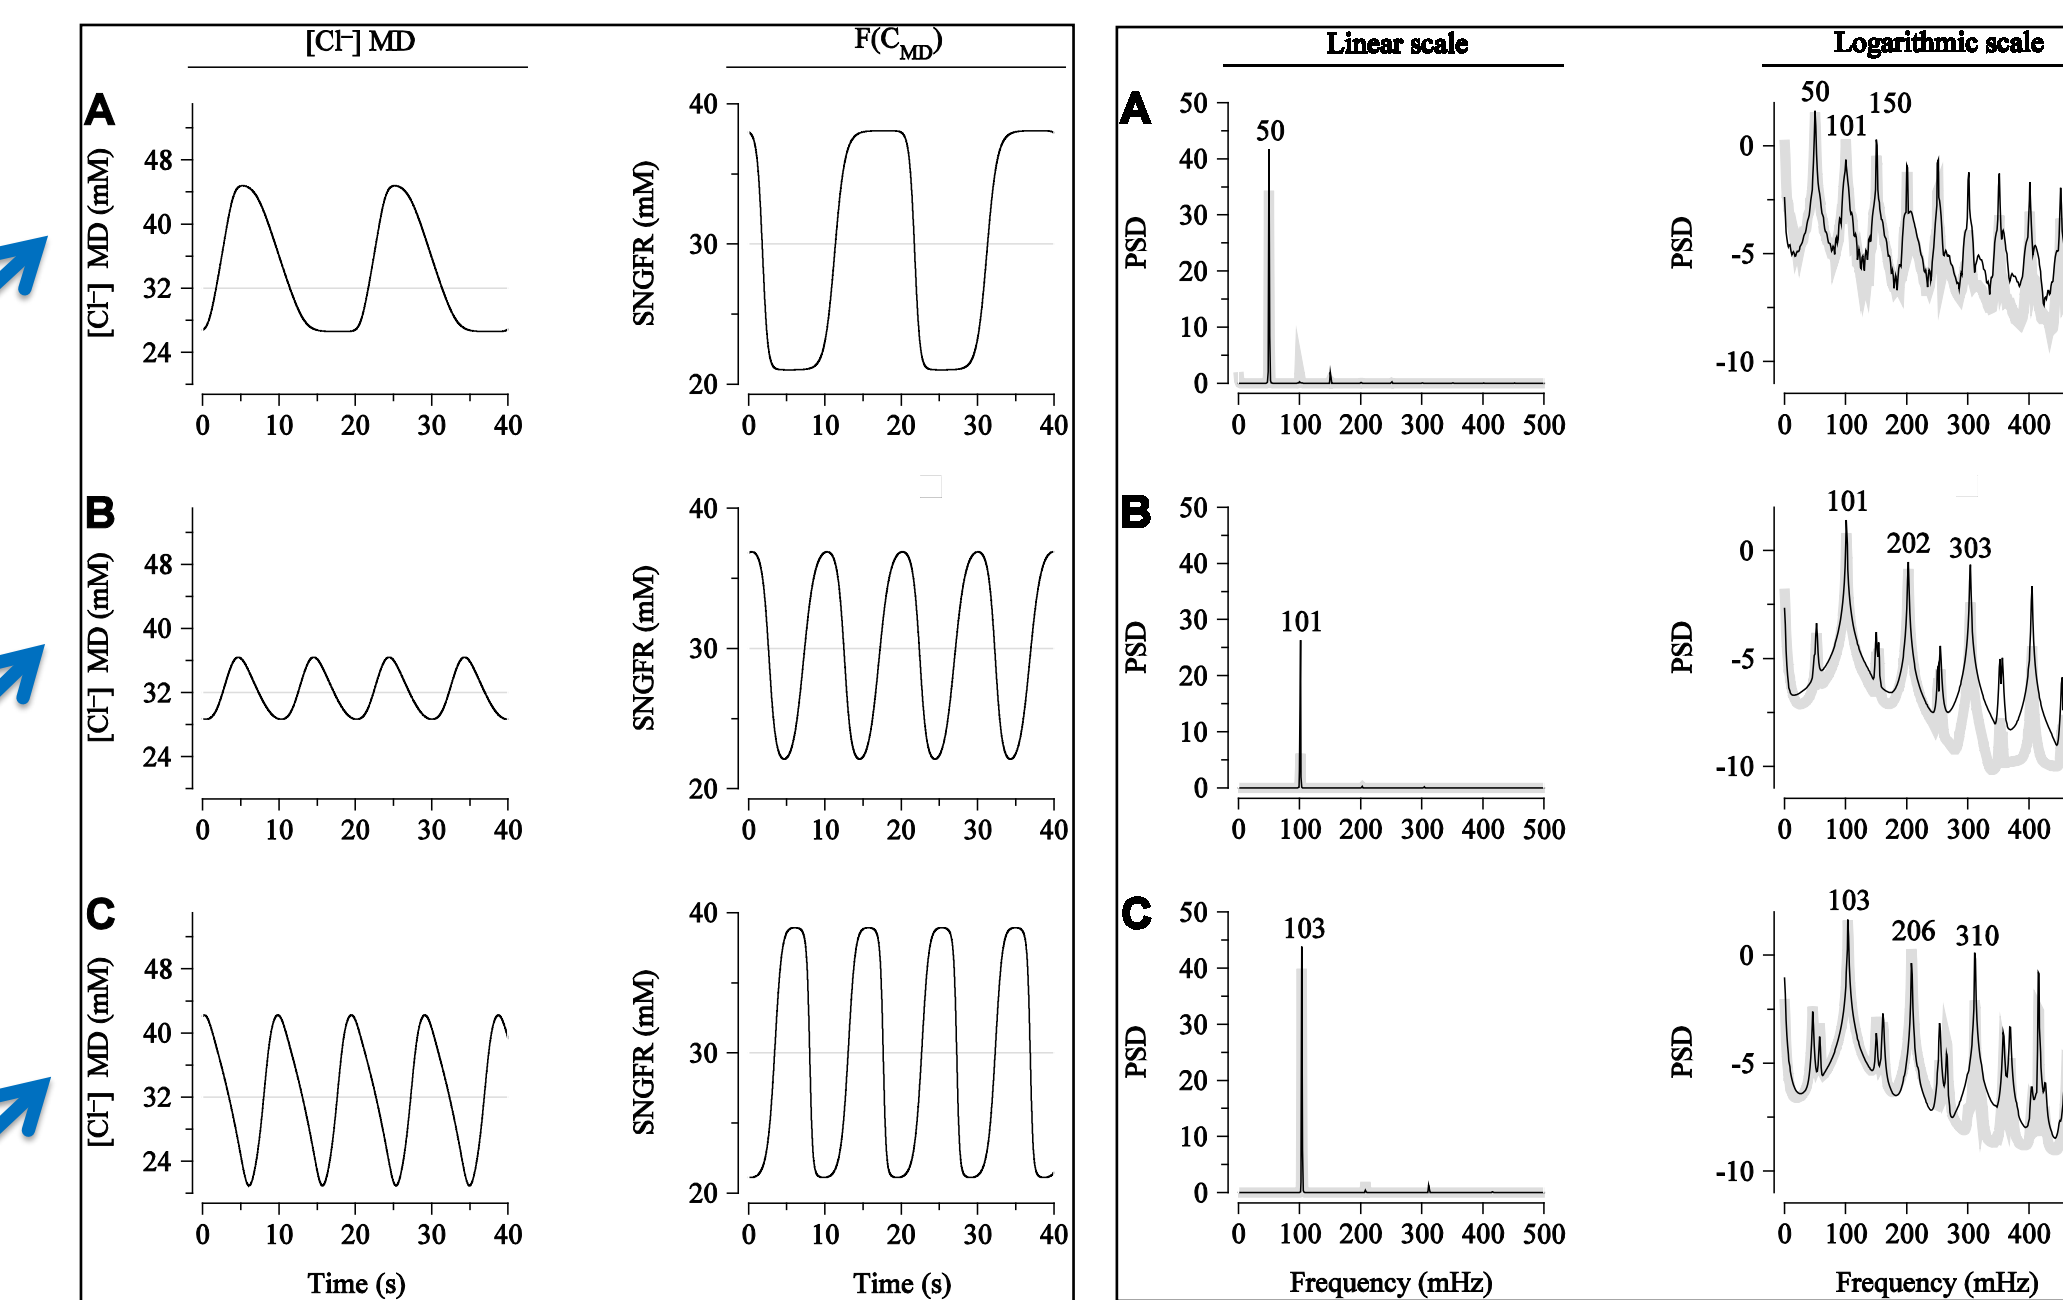 [Cl⁻] MD
F(C_MD)
Linear scale
Logarithmic scale
A
[Cl⁻] MD (mM)
48
40
32
24
0 10 20 30 40
SNGFR (mM)
40
30
20
0 10 20 30 40
A
PSD
50
40
30
20
10
0
50
0 100 200 300 400 500
PSD
0
-5
-10
50
101
150
0 100 200 300 400
B
[Cl⁻] MD (mM)
48
40
32
24
0 10 20 30 40
SNGFR (mM)
40
30
20
0 10 20 30 40
B
PSD
50
40
30
20
10
0
101
0 100 200 300 400 500
PSD
0
-5
-10
101
202
303
0 100 200 300 400
C
[Cl⁻] MD (mM)
48
40
32
24
0 10 20 30 40
Time (s)
SNGFR (mM)
40
30
20
0 10 20 30 40
Time (s)
C
PSD
50
40
30
20
10
0
103
0 100 200 300 400 500
Frequency (mHz)
PSD
0
-5
-10
103
206
310
0 100 200 300 400
Frequency (mHz)